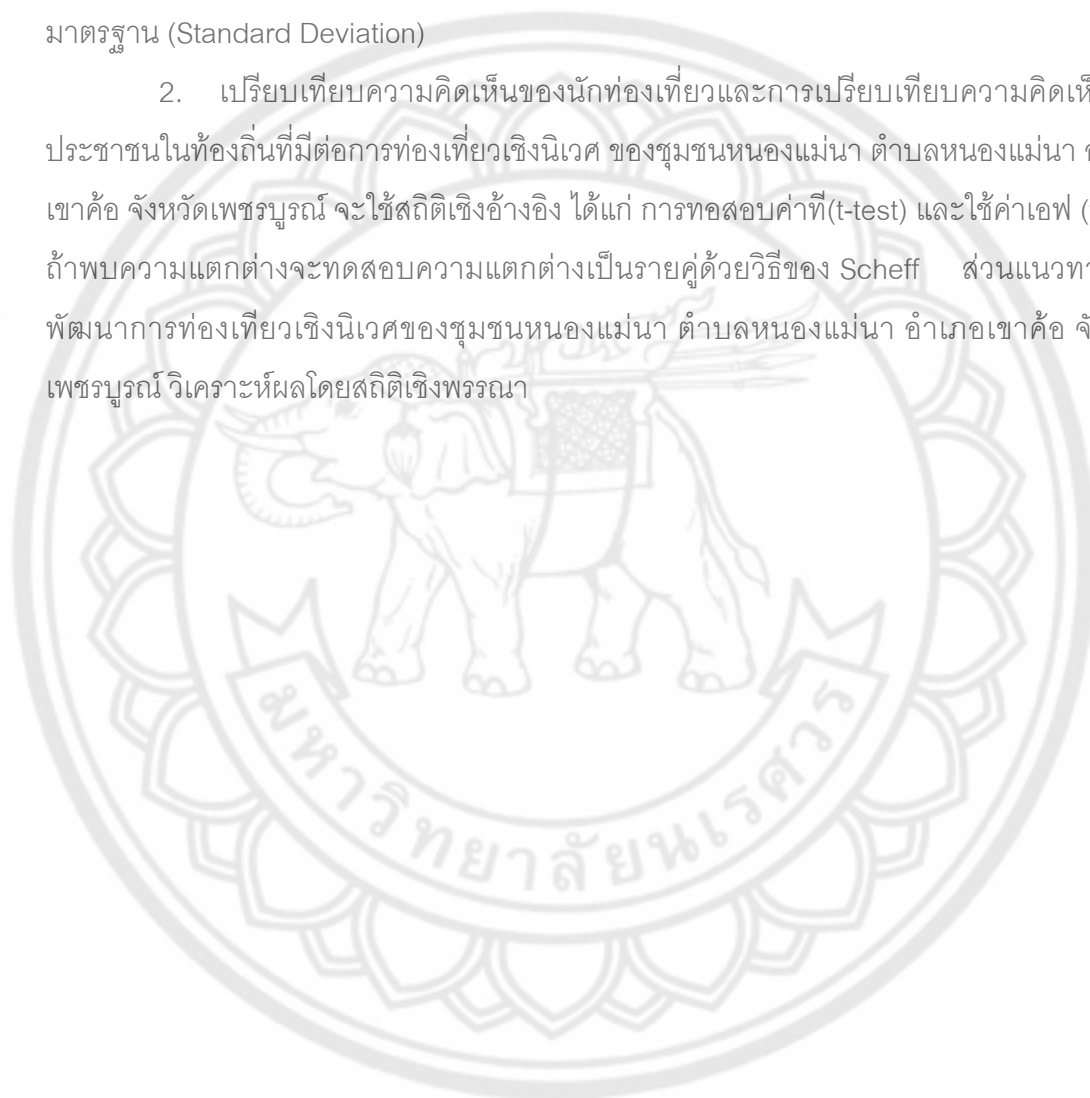 มาตรฐาน (Standard Deviation)
2. เปรียบเทียบความคิดเห็นของนักท่องเที่ยวและการเปรียบเทียบความคิดเห็
ประชาชนในท้องถิ่นที่มีต่อการท่องเที่ยวเชิงนิเวศ ของชุมชนหนองแม่นา ตำบลหนองแม่นา
เขาค้อ จังหวัดเพชรบูรณ์ จะใช้สถิติเชิงอ้างอิง ได้แก่ การทอสอบค่าที(t-test) และใช้ค่าเอฟ (
ถ้าพบความแตกต่างจะทดสอบความแตกต่างเป็นรายคู่ด้วยวิธีของ Scheff ส่วนแนวทา
พัฒนาการท่องเที่ยวเชิงนิเวศของชุมชนหนองแม่นา ตำบลหนองแม่นา อำเภอเขาค้อ จั
เพชรบูรณ์ วิเคราะห์ผลโดยสถิติเชิงพรรณา
มหาวิทยาลัยนเรศวร